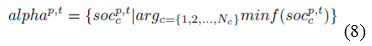 alpha^{p,t} = {soc_c^{p,t}|arg_{c={1,2,...,N_c}}minf(soc_c^{p,t})}
(8)